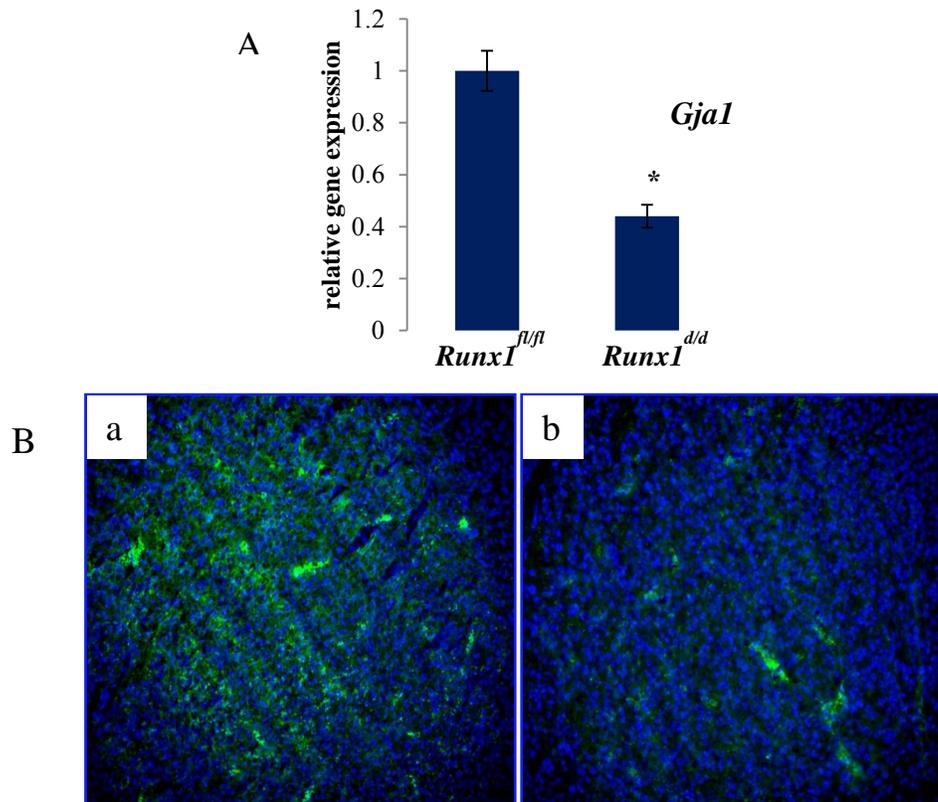 A
relative gene expression
1.2
1
0.8
0.6
0.4
0.2
0
Gja1
*
Runx1fl/fl
Runx1d/d
B
a
b